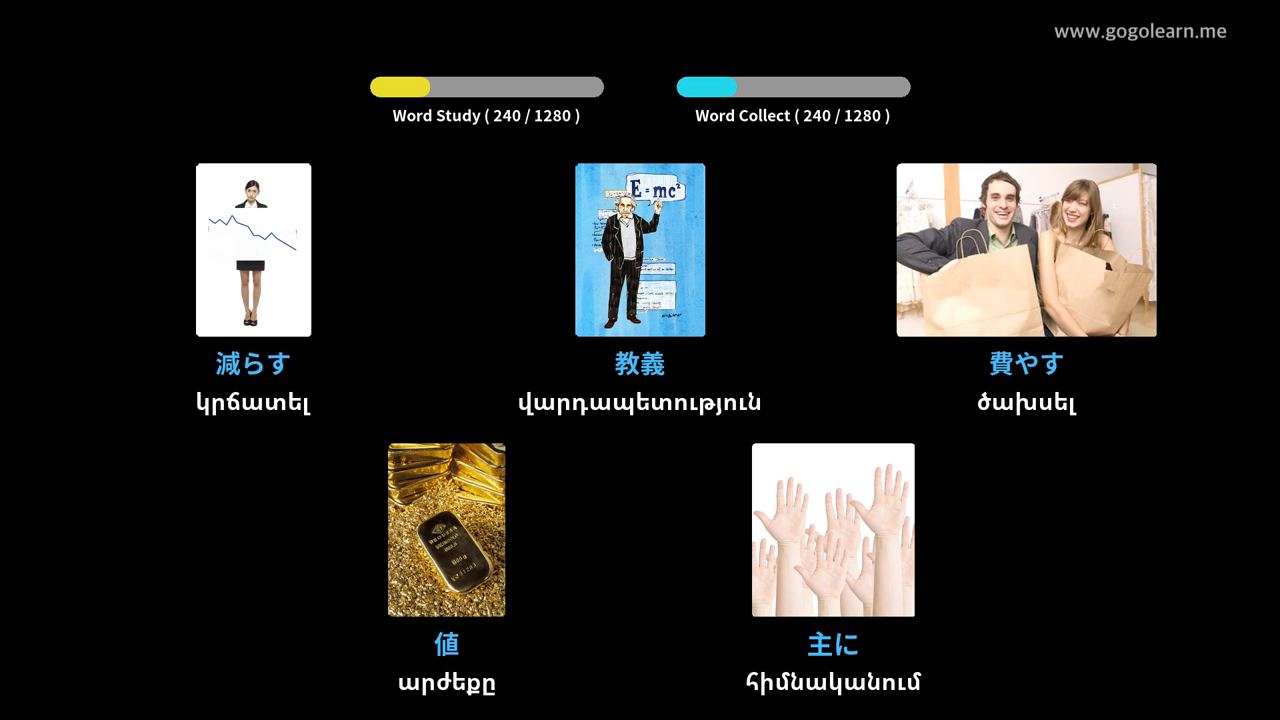 www.gogolearn.me
Word Study ( 240 / 1280 )
Word Collect ( 240 / 1280 )
E = mc²
減らす
教義
費やす
կրճատել
վարդապետություն
ծախսել
値
主に
արժեքը
հիմնականում